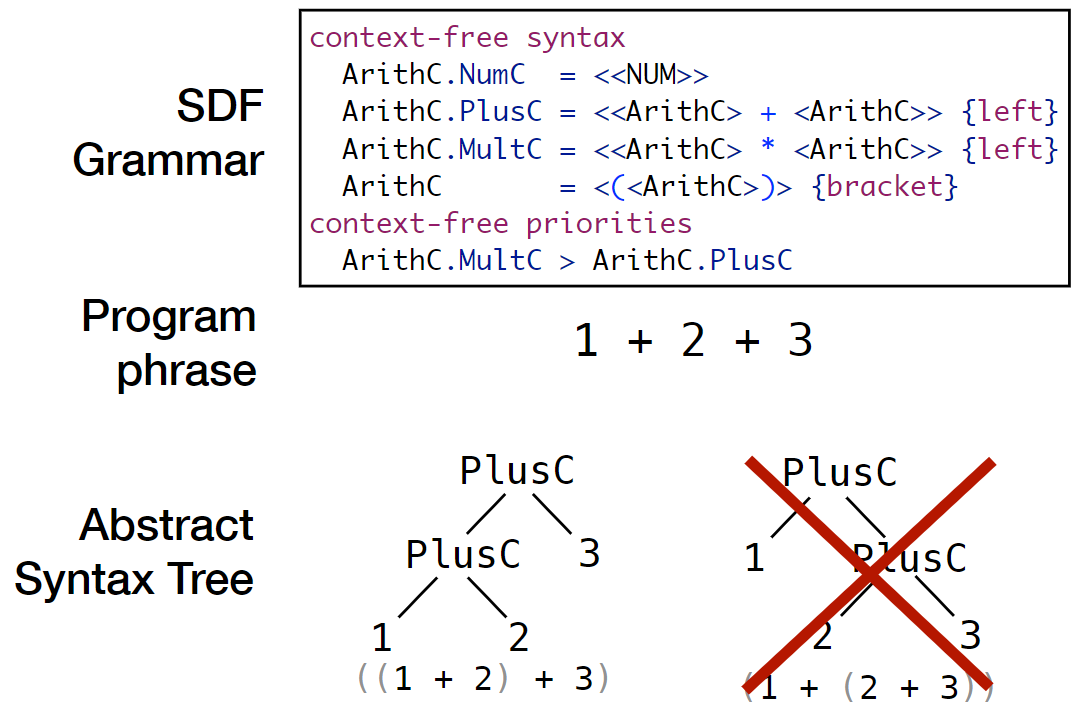 SDF
Grammar
context-free syntax
ArithC.NumC = <<NUM>>
ArithC.PlusC = <<ArithC> + <ArithC>> {left}
ArithC.MultC = <<ArithC> * <ArithC>> {left}
ArithC = <(<ArithC>)> {bracket}
context-free priorities
ArithC.MultC > ArithC.PlusC
Program
phrase
1 + 2 + 3
Abstract
Syntax Tree
PlusC
PlusC 3
1 2
((1 + 2) + 3)
PlusC
1 PlusC
2 3
(1 + (2 + 3))